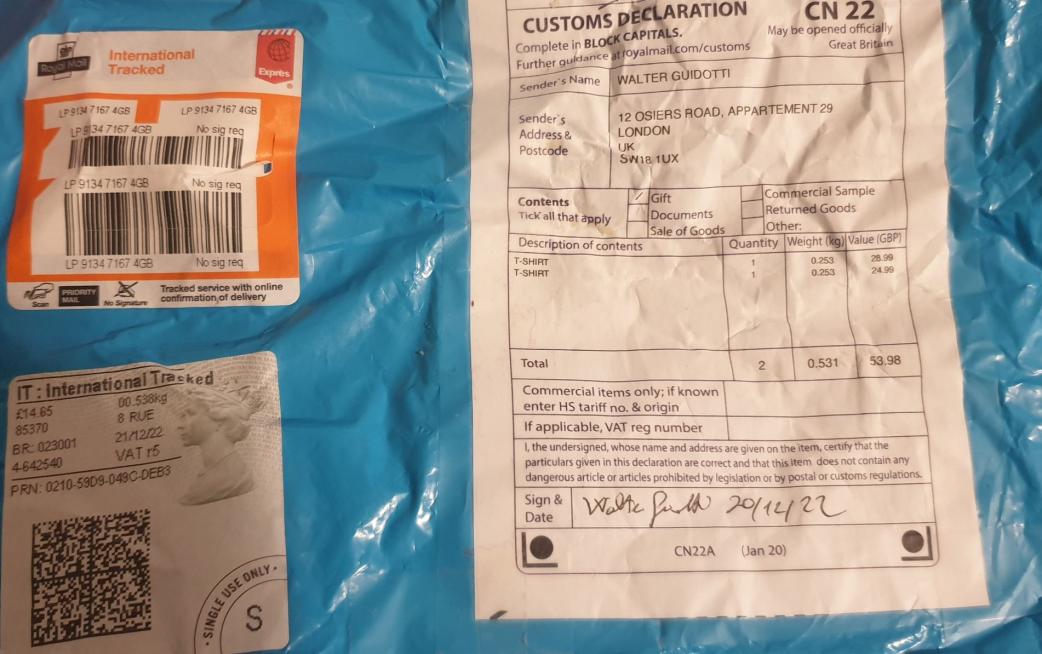 Royal Mail
International
Tracked
Exprès
LP 9134 7167 4GB
LP 9134 7167 4GB
LP 9134 7167 4GB No sig req
LP 9134 7167 4GB No sig req
LP 9134 7167 4GB No sig req
Scan
PRIORITY
MAIL
No Signature
Tracked service with online
confirmation of delivery
IT : International Tracked
£14.65 00.538kg
85370 8 RUE
BR: 023001 21/12/22
4-642540 VAT r5
PRN: 0210-59D9-049C-DEB3
SINGLE USE ONLY
S
CUSTOMS DECLARATION CN 22
Complete in BLOCK CAPITALS. May be opened officially
Further guidance at royalmail.com/customs Great Britain
Sender's Name WALTER GUIDOTTI
Sender's
Address &
Postcode
12 OSIERS ROAD, APPARTEMENT 29
LONDON
UK
SW18 1UX
Contents
Tick all that apply
Gift
Documents
Sale of Goods
Commercial Sample
Returned Goods
Other:
Description of contents Quantity Weight (kg) Value (GBP)
T-SHIRT 1 0.253 28.99
T-SHIRT 1 0.253 24.99
Total 2 0.531 53.98
Commercial items only; if known
enter HS tariff no. & origin
If applicable, VAT reg number
I, the undersigned, whose name and address are given on the item, certify that the
particulars given in this declaration are correct and that this item does not contain any
dangerous article or articles prohibited by legislation or by postal or customs regulations.
Sign &
Date
20/12/22
CN22A (Jan 20)